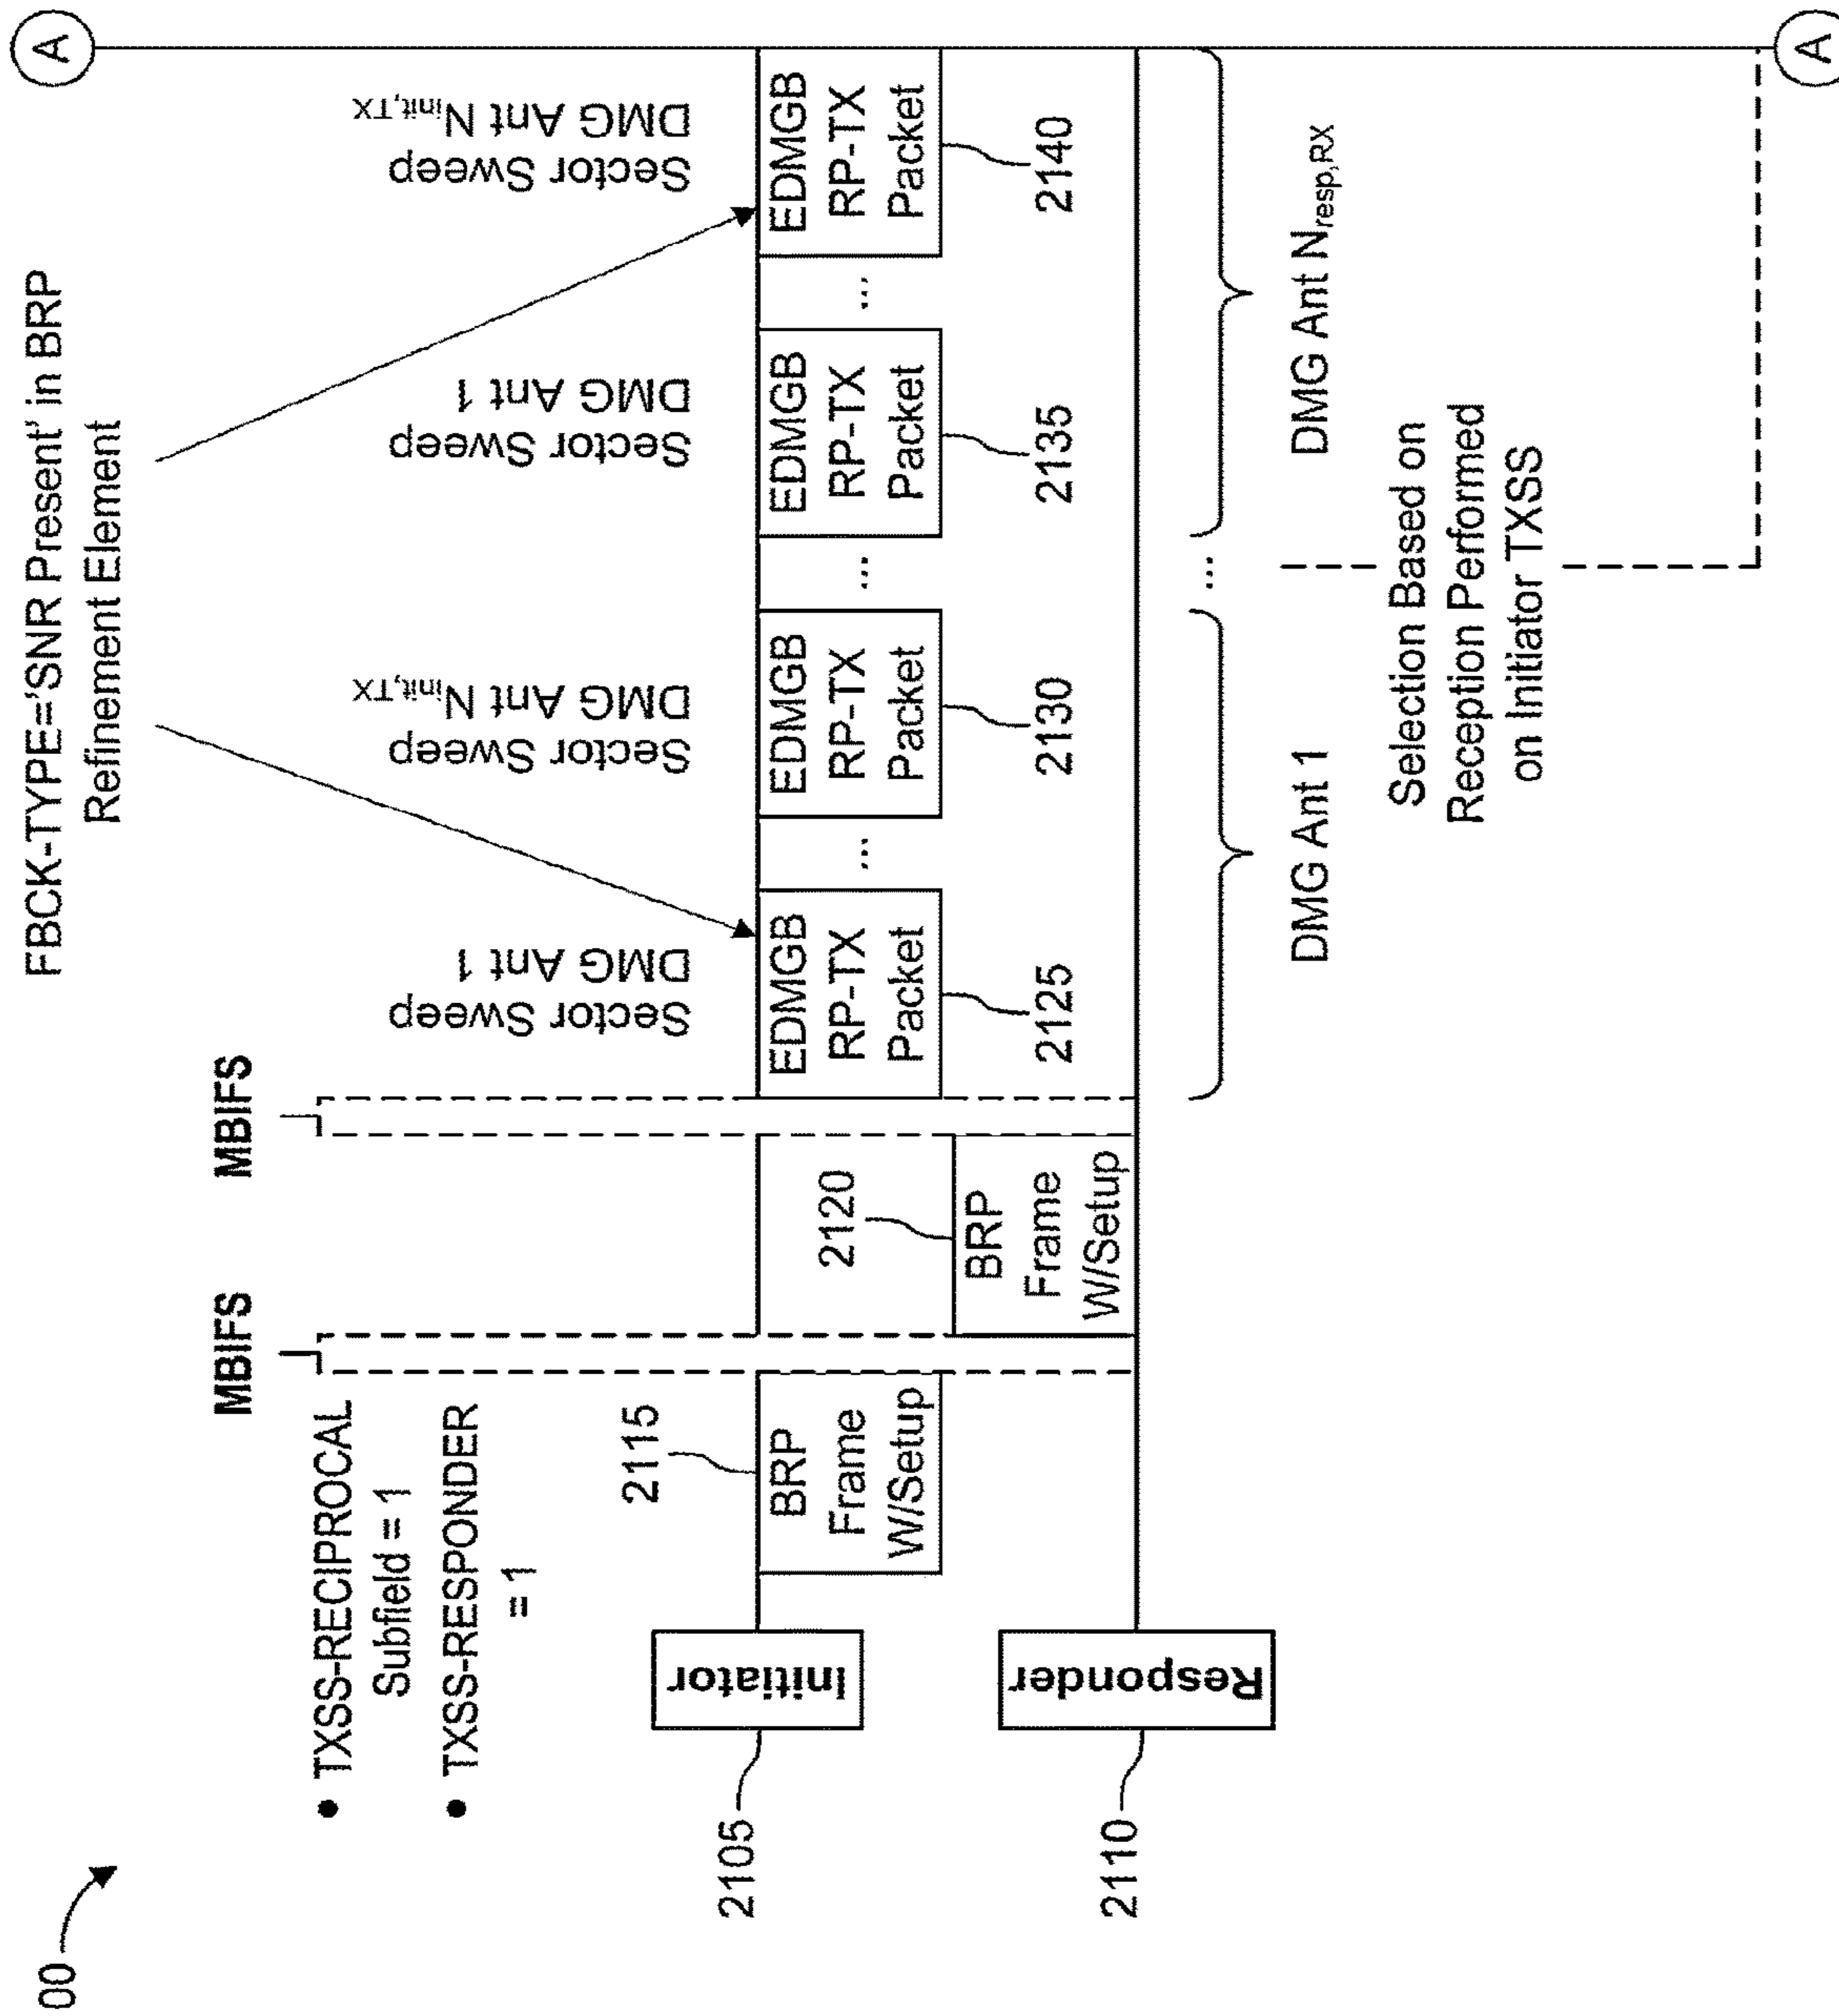 00
FBCK-TYPE='SNR Present' in BRP
Refinement Element
A
MBIFS
MBIFS
• TXSS-RECIPROCAL
Subfield = 1
• TXSS-RESPONDER
= 1
Sector Sweep
DMG Ant 1
Sector Sweep
DMG Ant N init,TX
Sector Sweep
DMG Ant 1
Sector Sweep
DMG Ant N init,TX
2105
Initiator
2115
BRP
Frame
W/Setup
2120
BRP
Frame
W/Setup
EDMGB
RP-TX
Packet
2125
...
EDMGB
RP-TX
Packet
2130
...
EDMGB
RP-TX
Packet
2135
...
EDMGB
RP-TX
Packet
2140
2110
Responder
DMG Ant 1
...
DMG Ant N resp,RX
Selection Based on
Reception Performed
on Initiator TXSS
A